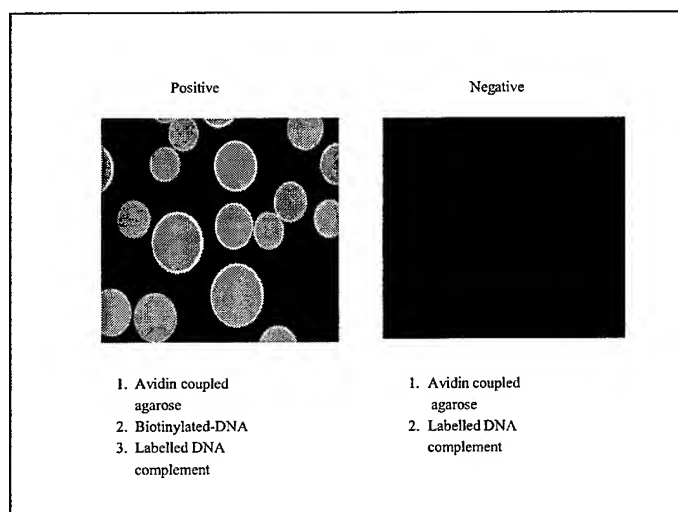 Positive
Negative
1. Avidin coupled
agarose
2. Biotinylated-DNA
3. Labelled DNA
complement
1. Avidin coupled
agarose
2. Labelled DNA
complement